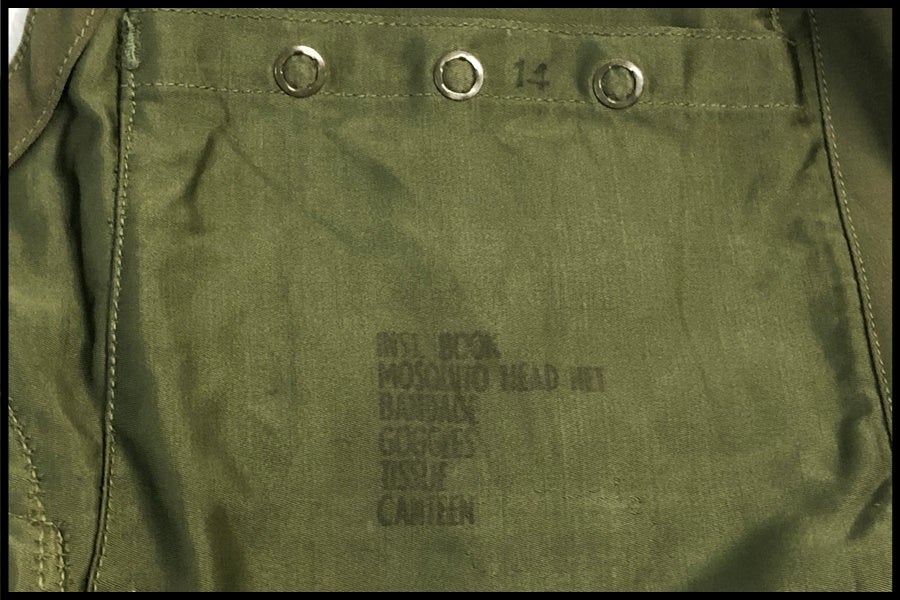 14
INST. BOOK
MOSQUITO HEAD NET
BANDAGE
GOGGLES
TISSUE
CANTEEN